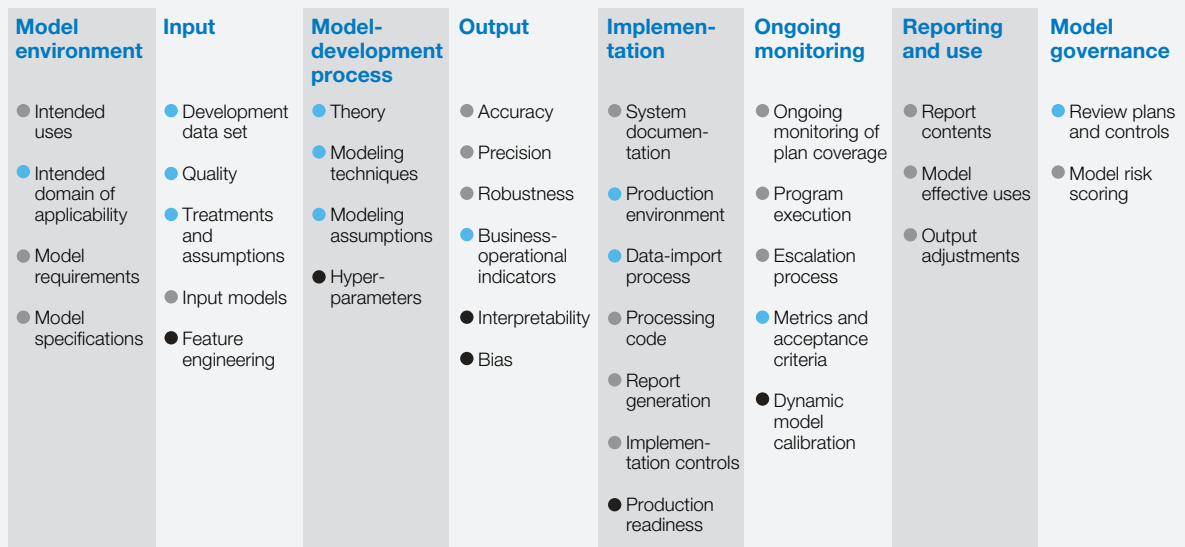 Model
environment
Intended
uses
Intended
domain of
applicability
Model
requirements
Model
specifications
Input
Development
data set
Quality
Treatments
and
assumptions
Input models
Feature
engineering
Model-
development
process
Theory
Modeling
techniques
Modeling
assumptions
Hyper-
parameters
Output
Accuracy
Precision
Robustness
Business-
operational
indicators
Interpretability
Bias
Implemen-
tation
System
documen-
tation
Production
environment
Data-import
process
Processing
code
Report
generation
Implemen-
tation controls
Production
readiness
Ongoing
monitoring
Ongoing
monitoring of
plan coverage
Program
execution
Escalation
process
Metrics and
acceptance
criteria
Dynamic
model
calibration
Reporting
and use
Report
contents
Model
effective uses
Output
adjustments
Model
governance
Review plans
and controls
Model risk
scoring